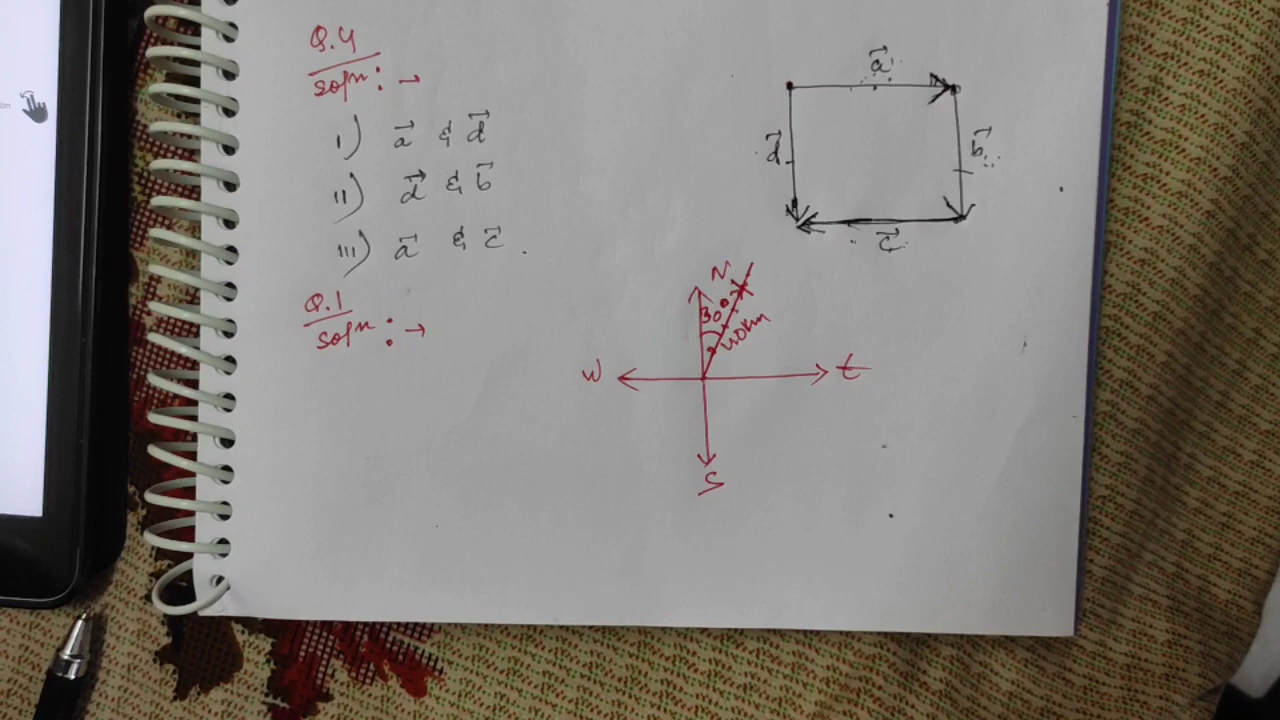 Q.4
Soln: →
a⃗
I) a⃗ & d⃗
d⃗
b⃗
II) d⃗ & b⃗
III) a⃗ & c⃗.
c⃗
Q.1
Soln: →
N
30°
40km
W
E
S